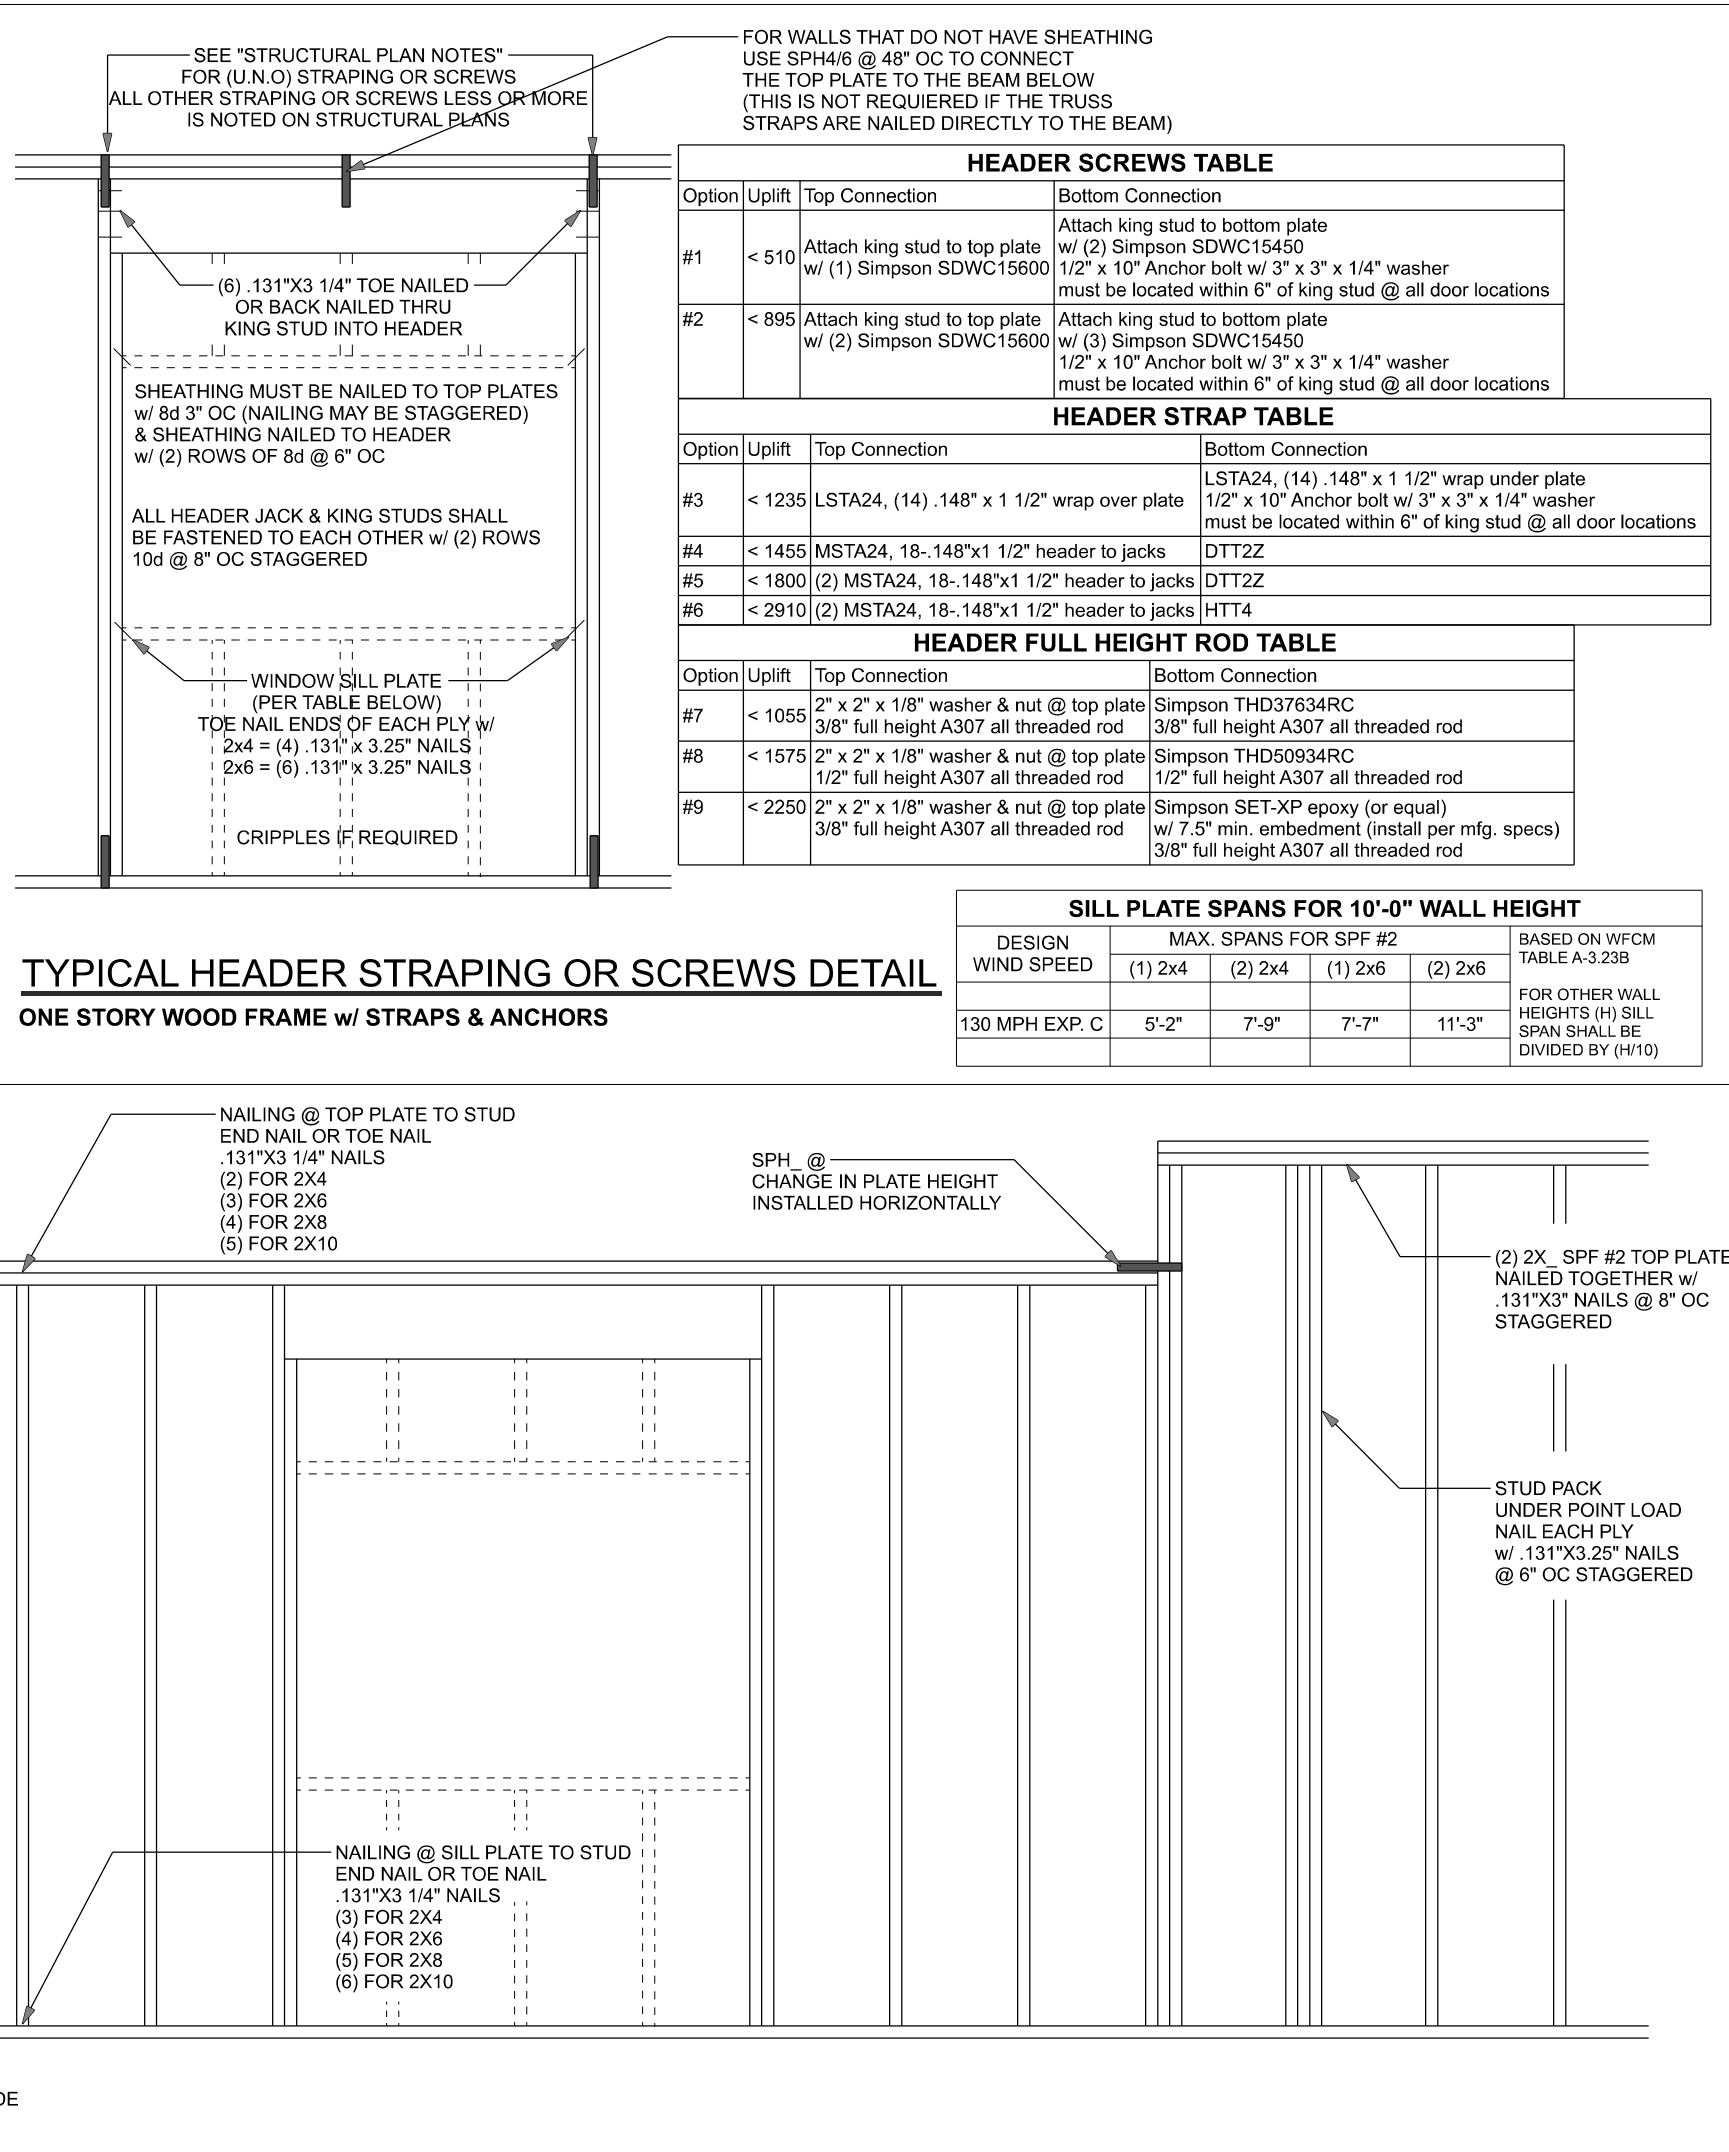 SEE "STRUCTURAL PLAN NOTES"
FOR (U.N.O) STRAPING OR SCREWS
ALL OTHER STRAPING OR SCREWS LESS OR MORE
IS NOTED ON STRUCTURAL PLANS
FOR WALLS THAT DO NOT HAVE SHEATHING
USE SPH4/6 @ 48" OC TO CONNECT
THE TOP PLATE TO THE BEAM BELOW
(THIS IS NOT REQUIERED IF THE TRUSS
STRAPS ARE NAILED DIRECTLY TO THE BEAM)
(6) .131"X3 1/4" TOE NAILED
OR BACK NAILED THRU
KING STUD INTO HEADER
SHEATHING MUST BE NAILED TO TOP PLATES
w/ 8d 3" OC (NAILING MAY BE STAGGERED)
& SHEATHING NAILED TO HEADER
w/ (2) ROWS OF 8d @ 6" OC
ALL HEADER JACK & KING STUDS SHALL
BE FASTENED TO EACH OTHER w/ (2) ROWS
10d @ 8" OC STAGGERED
WINDOW SILL PLATE
(PER TABLE BELOW)
TOE NAIL ENDS OF EACH PLY w/
2x4 = (4) .131" x 3.25" NAILS
2x6 = (6) .131" x 3.25" NAILS
CRIPPLES IF REQUIRED
HEADER SCREWS TABLE
Option Uplift Top Connection Bottom Connection
#1 < 510 Attach king stud to top plate
w/ (1) Simpson SDWC15600
Attach king stud to bottom plate
w/ (2) Simpson SDWC15450
1/2" x 10" Anchor bolt w/ 3" x 3" x 1/4" washer
must be located within 6" of king stud @ all door locations
#2 < 895 Attach king stud to top plate
w/ (2) Simpson SDWC15600
Attach king stud to bottom plate
w/ (3) Simpson SDWC15450
1/2" x 10" Anchor bolt w/ 3" x 3" x 1/4" washer
must be located within 6" of king stud @ all door locations
HEADER STRAP TABLE
Option Uplift Top Connection Bottom Connection
#3 < 1235 LSTA24, (14) .148" x 1 1/2" wrap over plate
LSTA24, (14) .148" x 1 1/2" wrap under plate
1/2" x 10" Anchor bolt w/ 3" x 3" x 1/4" washer
must be located within 6" of king stud @ all door locations
#4 < 1455 MSTA24, 18-.148"x1 1/2" header to jacks DTT2Z
#5 < 1800 (2) MSTA24, 18-.148"x1 1/2" header to jacks DTT2Z
#6 < 2910 (2) MSTA24, 18-.148"x1 1/2" header to jacks HTT4
HEADER FULL HEIGHT ROD TABLE
Option Uplift Top Connection Bottom Connection
#7 < 1055 2" x 2" x 1/8" washer & nut @ top plate
3/8" full height A307 all threaded rod
Simpson THD37634RC
3/8" full height A307 all threaded rod
#8 < 1575 2" x 2" x 1/8" washer & nut @ top plate
1/2" full height A307 all threaded rod
Simpson THD50934RC
1/2" full height A307 all threaded rod
#9 < 2250 2" x 2" x 1/8" washer & nut @ top plate
3/8" full height A307 all threaded rod
Simpson SET-XP epoxy (or equal)
w/ 7.5" min. embedment (install per mfg. specs)
3/8" full height A307 all threaded rod
TYPICAL HEADER STRAPING OR SCREWS DETAIL
ONE STORY WOOD FRAME w/ STRAPS & ANCHORS
SILL PLATE SPANS FOR 10'-0" WALL HEIGHT
DESIGN
WIND SPEED
MAX. SPANS FOR SPF #2
(1) 2x4 (2) 2x4 (1) 2x6 (2) 2x6
130 MPH EXP. C 5'-2" 7'-9" 7'-7" 11'-3"
BASED ON WFCM
TABLE A-3.23B
FOR OTHER WALL
HEIGHTS (H) SILL
SPAN SHALL BE
DIVIDED BY (H/10)
NAILING @ TOP PLATE TO STUD
END NAIL OR TOE NAIL
.131"X3 1/4" NAILS
(2) FOR 2X4
(3) FOR 2X6
(4) FOR 2X8
(5) FOR 2X10
SPH_ @
CHANGE IN PLATE HEIGHT
INSTALLED HORIZONTALLY
(2) 2X_ SPF #2 TOP PLATE
NAILED TOGETHER w/
.131"X3" NAILS @ 8" OC
STAGGERED
STUD PACK
UNDER POINT LOAD
NAIL EACH PLY
w/ .131"X3.25" NAILS
@ 6" OC STAGGERED
NAILING @ SILL PLATE TO STUD
END NAIL OR TOE NAIL
.131"X3 1/4" NAILS
(3) FOR 2X4
(4) FOR 2X6
(5) FOR 2X8
(6) FOR 2X10